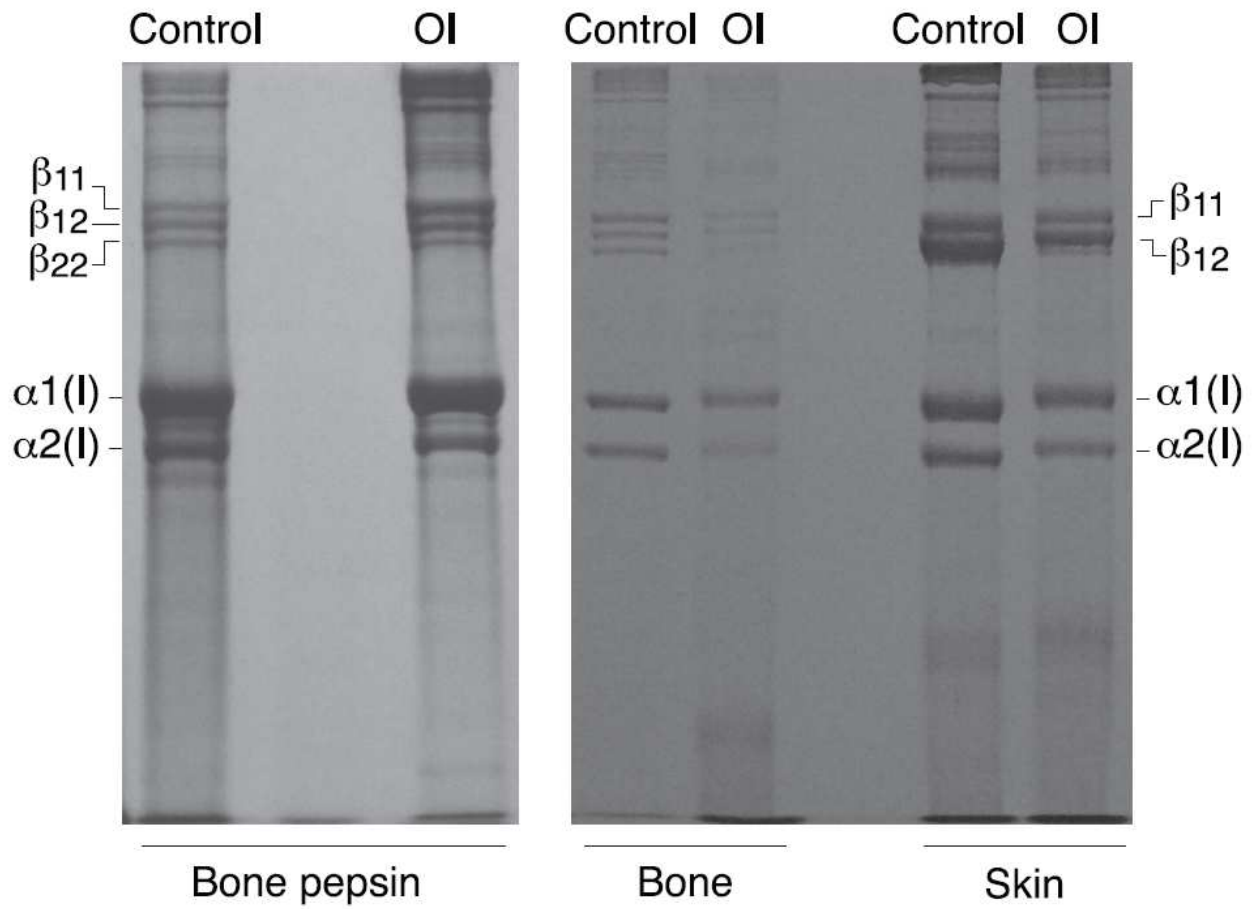 Control OI Control OI Control OI
β11
β12
β22
α1(I)
α2(I)
β11
β12
α1(I)
α2(I)
Bone pepsin Bone Skin